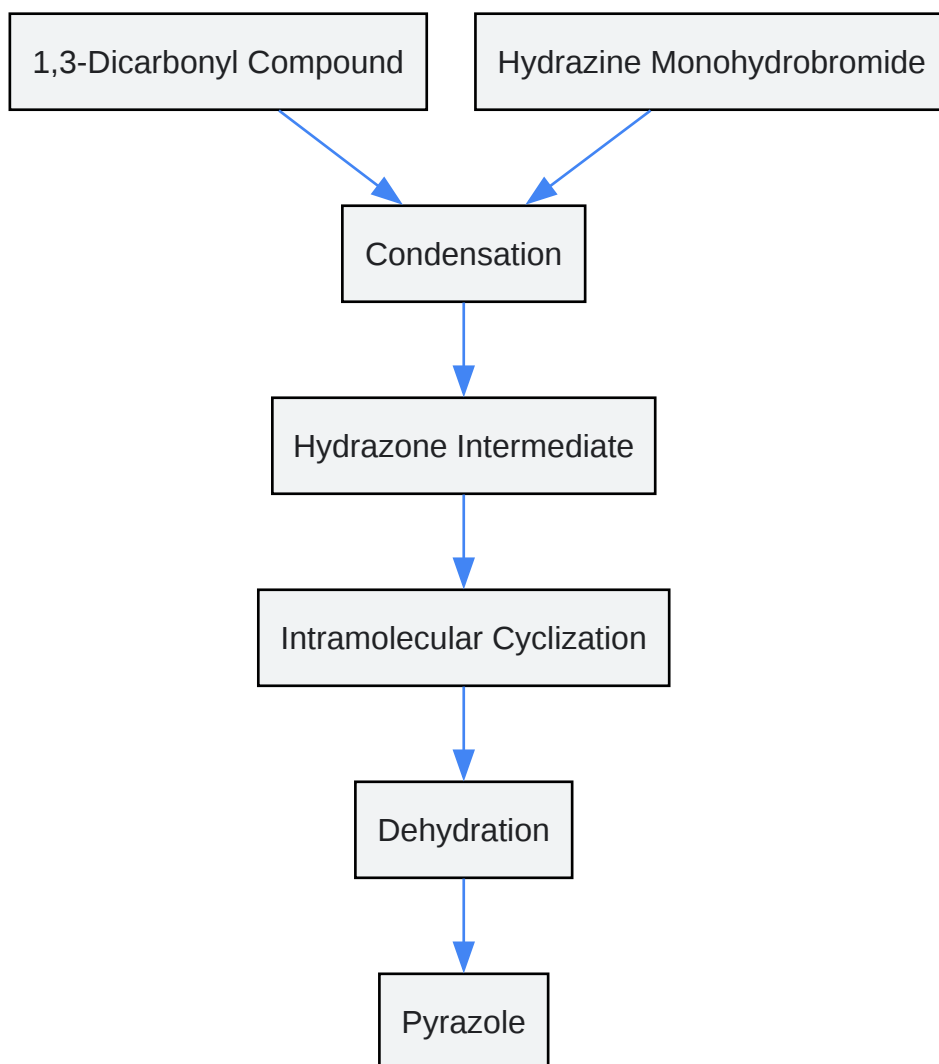 1,3-Dicarbonyl Compound
Hydrazine Monohydrobromide
Condensation
Hydrazone Intermediate
Intramolecular Cyclization
Dehydration
Pyrazole